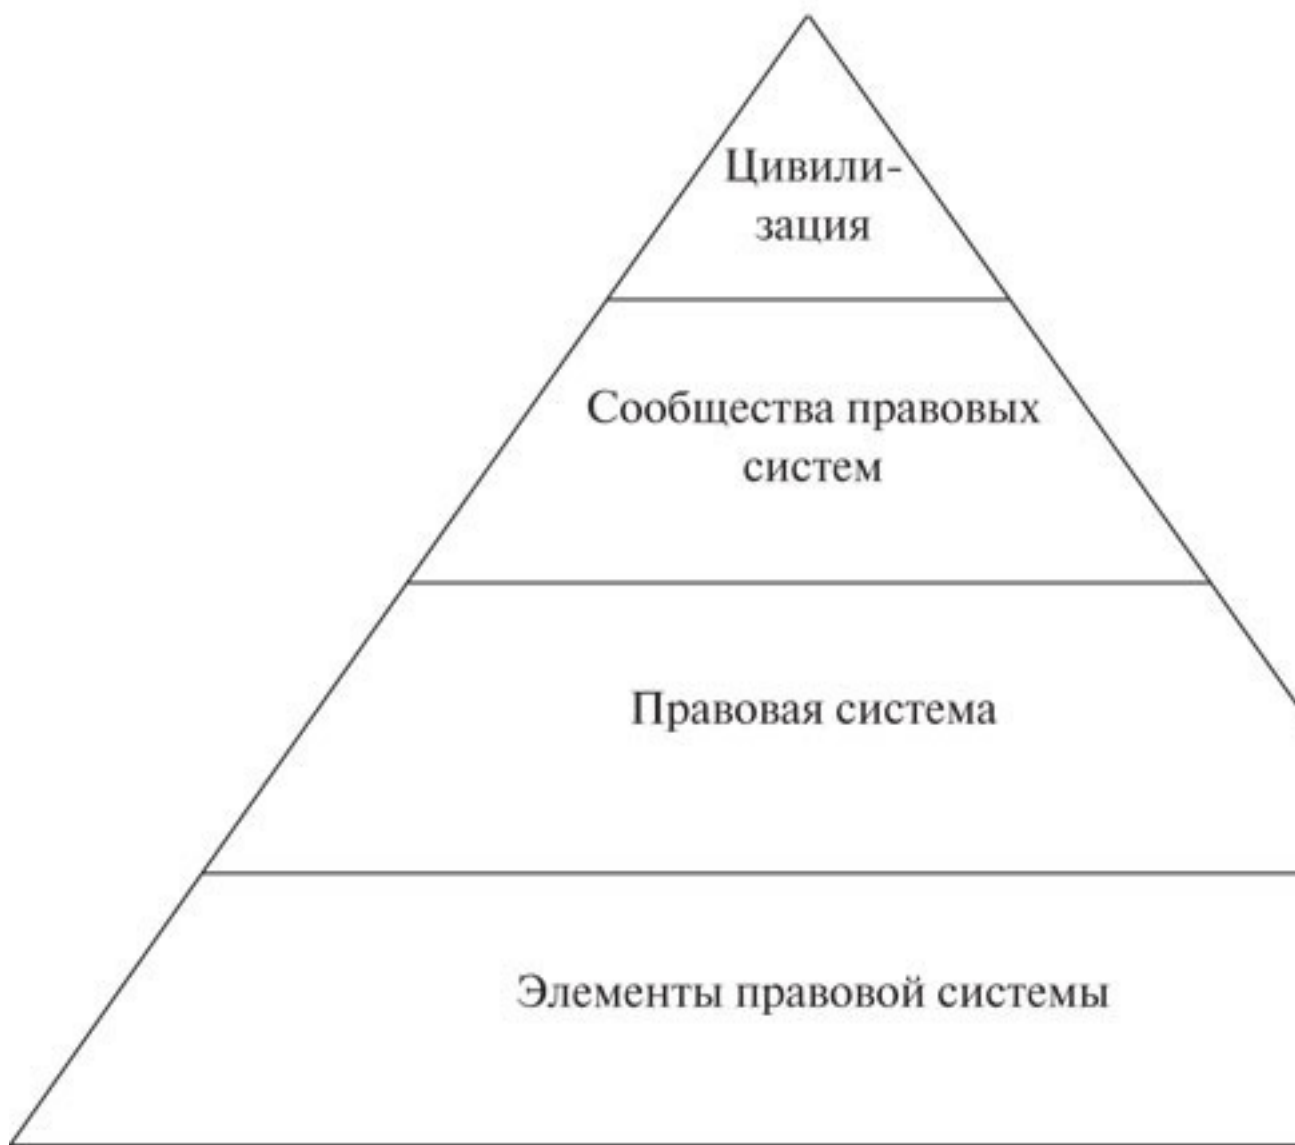 Цивили-
зация
Сообщества правовых
систем
Правовая система
Элементы правовой системы